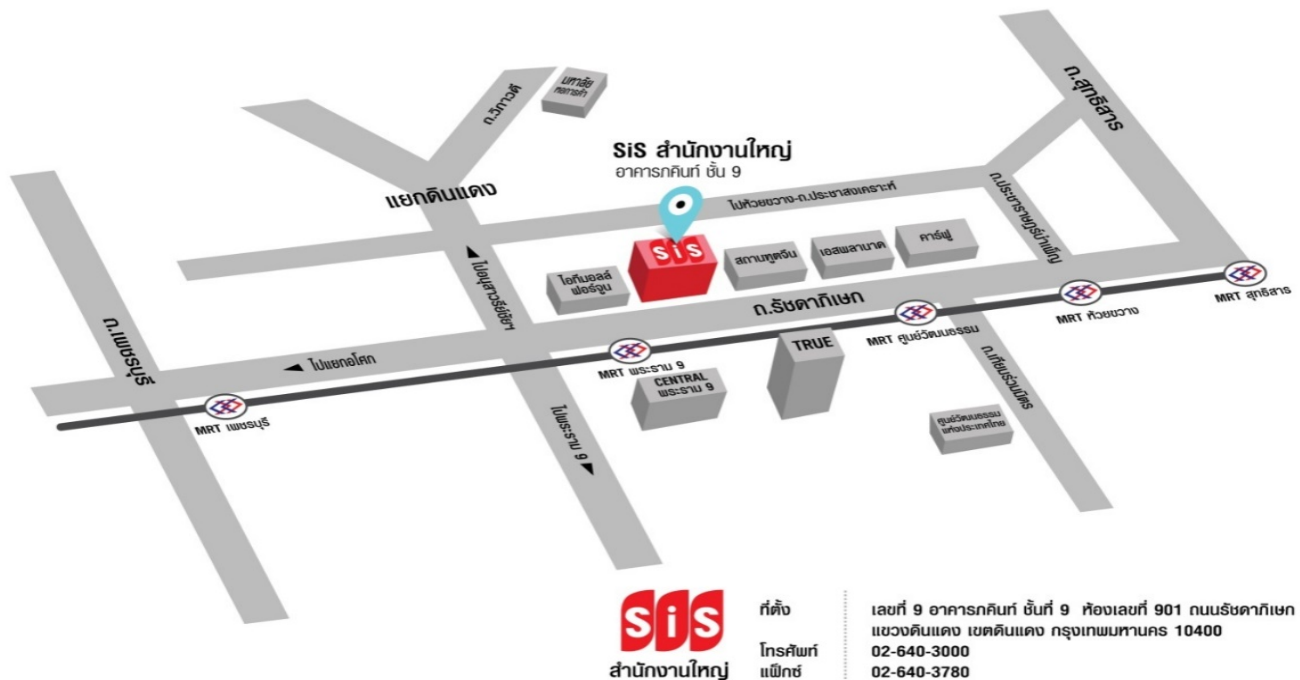 ถ.วิภาวดี
มหาลัย
หอการค้า
ถ.สุทธิสาร
SiS สำนักงานใหญ่
อาคารภคินท์ ชั้น 9
แยกดินแดง
ไปห้วยขวาง-ถ.ประชาสงเคราะห์
ถ.ประชาราษฎร์บำเพ็ญ
SiS
สถานทูตจีน
เอสพลานาด
คาร์ฟู
ไอทีมอลล์
ฟอร์จูน
ไปอนุสาวรีย์ชัยฯ
ถ.รัชดาภิเษก
ถ.เพชรบุรี
ไปแยกอโศก
MRT สุทธิสาร
MRT ห้วยขวาง
MRT ศูนย์วัฒนธรรม
MRT พระราม 9
MRT เพชรบุรี
TRUE
CENTRAL
พระราม 9
ถ.เทียมร่วมมิตร
ไปพระราม 9
ศูนย์วัฒนธรรม
แห่งประเทศไทย
SiS
สำนักงานใหญ่
ที่ตั้ง เลขที่ 9 อาคารภคินท์ ชั้นที่ 9 ห้องเลขที่ 901 ถนนรัชดาภิเษก
แขวงดินแดง เขตดินแดง กรุงเทพมหานคร 10400
โทรศัพท์ 02-640-3000
แฟ็กซ์ 02-640-3780